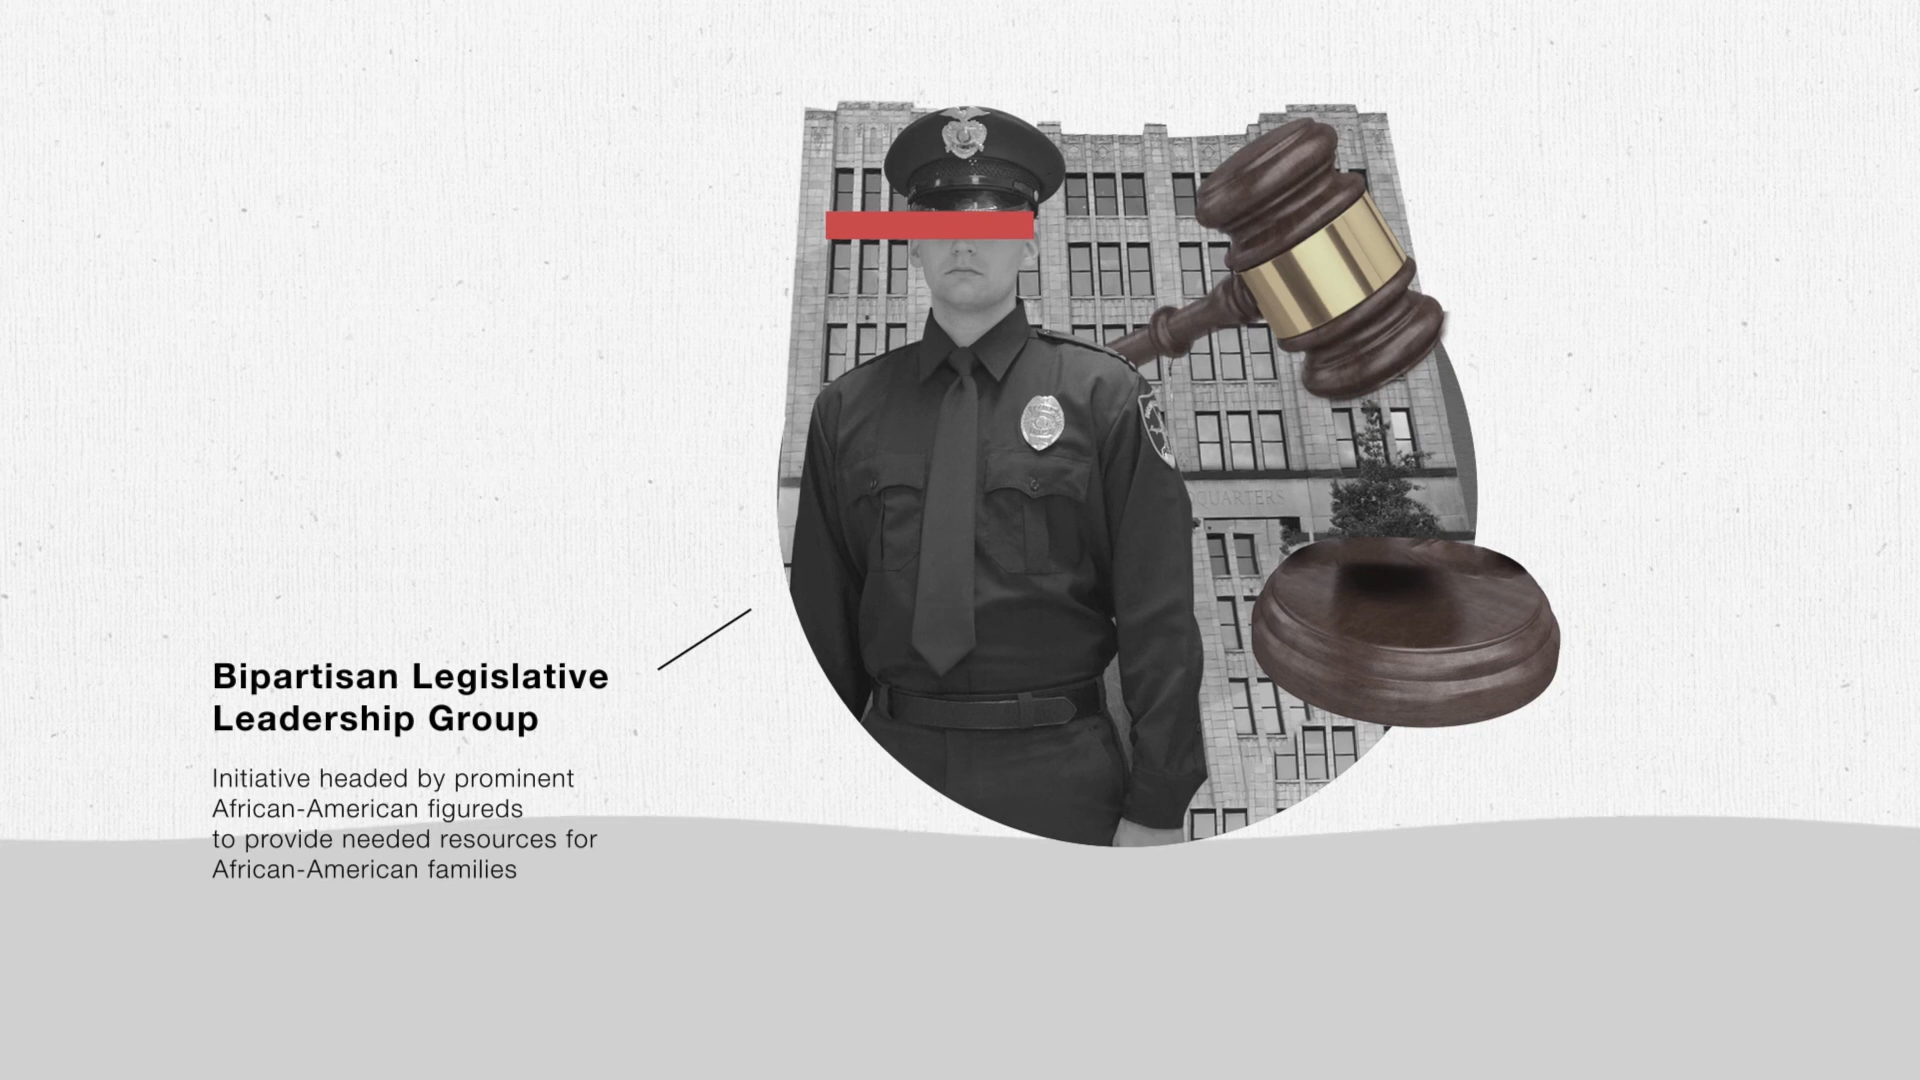 QUARTERS
Bipartisan Legislative
Leadership Group
Initiative headed by prominent
African-American figureds
to provide needed resources for
African-American families